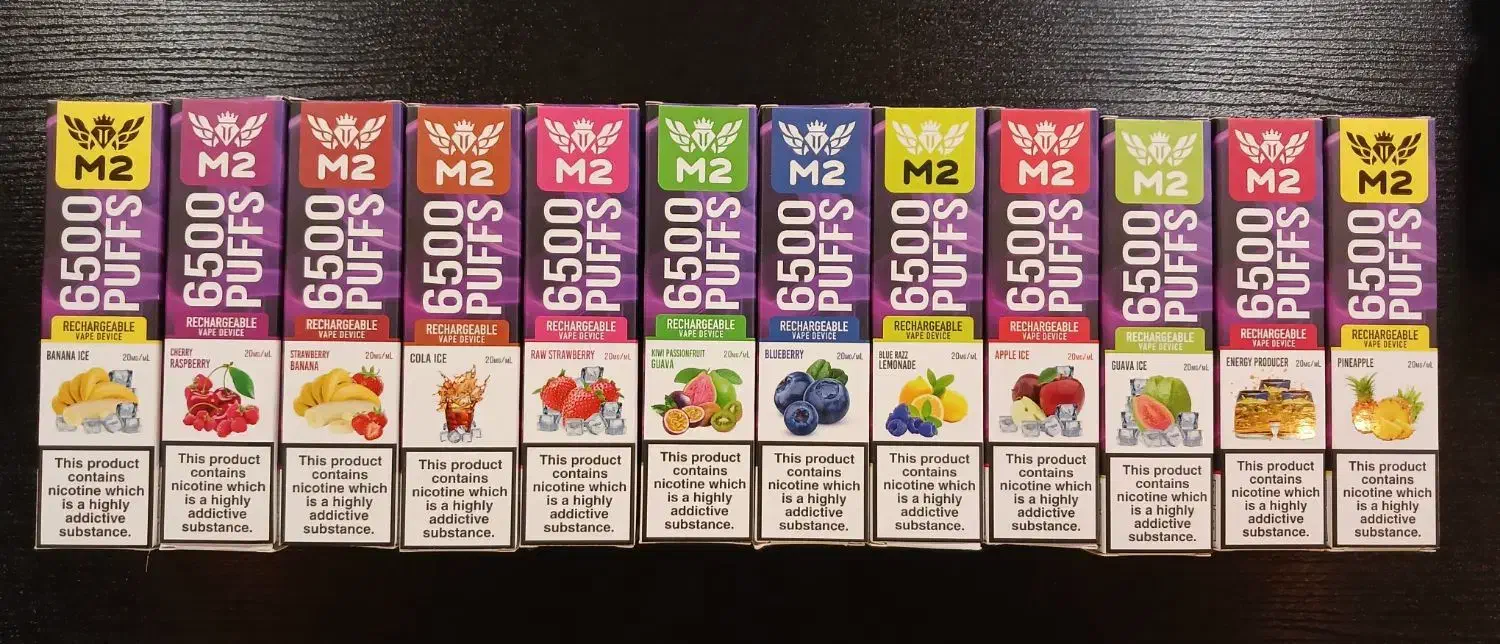 M2
6500
PUFFS
RECHARGEABLE
VAPE DEVICE
BANANA ICE
20MG/ML
This product
contains
nicotine which
is a highly
addictive
substance.
M2
6500
PUFFS
RECHARGEABLE
VAPE DEVICE
CHERRY
RASPBERRY
20MG/ML
This product
contains
nicotine which
is a highly
addictive
substance.
M2
6500
PUFFS
RECHARGEABLE
VAPE DEVICE
STRAWBERRY
BANANA
20MG/ML
This product
contains
nicotine which
is a highly
addictive
substance.
M2
6500
PUFFS
RECHARGEABLE
VAPE DEVICE
COLA ICE
20MG/ML
This product
contains
nicotine which
is a highly
addictive
substance.
M2
6500
PUFFS
RECHARGEABLE
VAPE DEVICE
RAW STRAWBERRY
20MG/ML
This product
contains
nicotine which
is a highly
addictive
substance.
M2
6500
PUFFS
RECHARGEABLE
VAPE DEVICE
KIWI PASSIONFRUIT
GUAVA
20MG/ML
This product
contains
nicotine which
is a highly
addictive
substance.
M2
6500
PUFFS
RECHARGEABLE
VAPE DEVICE
BLUEBERRY
20MG/ML
This product
contains
nicotine which
is a highly
addictive
substance.
M2
6500
PUFFS
RECHARGEABLE
VAPE DEVICE
BLUE RAZZ
LEMONADE
20MG/ML
This product
contains
nicotine which
is a highly
addictive
substance.
M2
6500
PUFFS
RECHARGEABLE
VAPE DEVICE
APPLE ICE
20MG/ML
This product
contains
nicotine which
is a highly
addictive
substance.
M2
6500
PUFFS
RECHARGEABLE
VAPE DEVICE
GUAVA ICE
20MG/ML
This product
contains
nicotine which
is a highly
addictive
substance.
M2
6500
PUFFS
RECHARGEABLE
VAPE DEVICE
ENERGY PRODUCER
20MG/ML
This product
contains
nicotine which
is a highly
addictive
substance.
M2
6500
PUFFS
RECHARGEABLE
VAPE DEVICE
PINEAPPLE
20MG/ML
This product
contains
nicotine which
is a highly
addictive
substance.